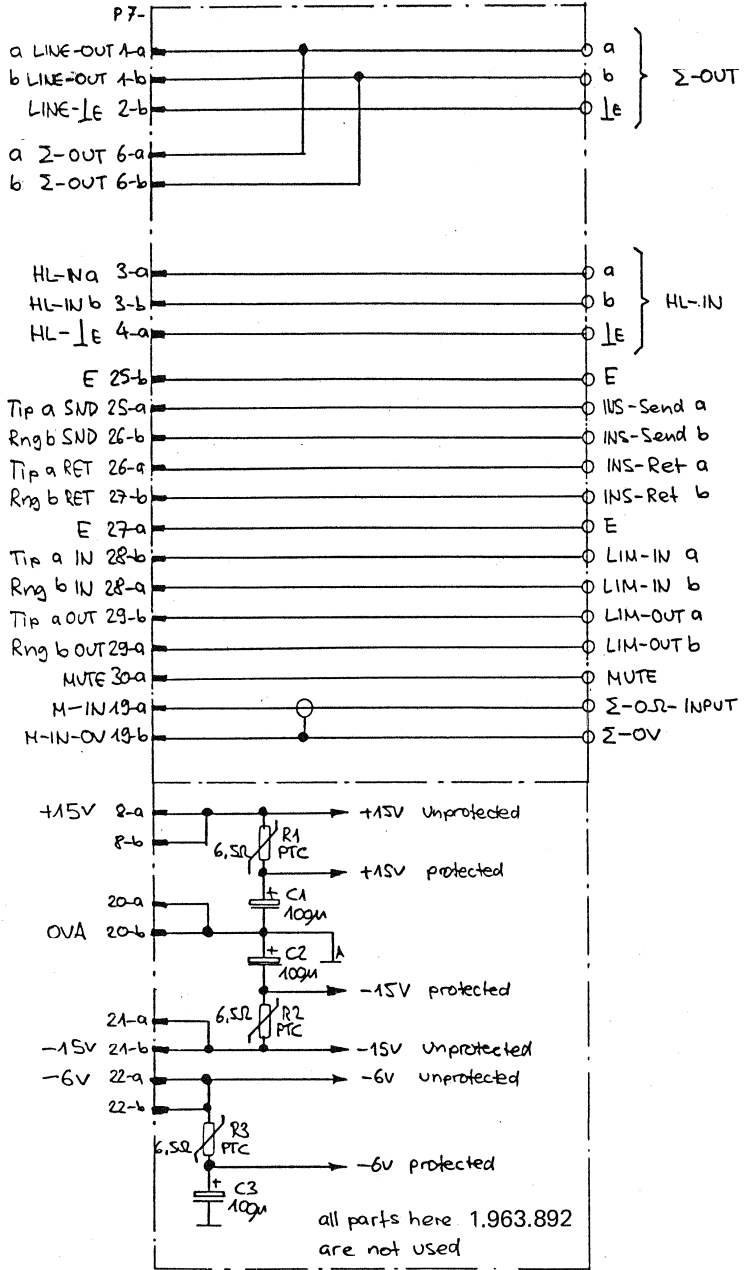 P7-
a LINE-OUT 1-a a
b LINE-OUT 1-b b Σ-OUT
LINE-⊥E 2-b ⊥E
a Σ-OUT 6-a
b Σ-OUT 6-b
HL-Na 3-a a
HL-IN b 3-b b HL-IN
HL-⊥E 4-a ⊥E
E 25-b E
Tip a SND 25-a INS-Send a
Rng b SND 26-b INS-Send b
Tip a RET 26-a INS-Ret a
Rng b RET 27-b INS-Ret b
E 27-a E
Tip a IN 28-b LIM-IN a
Rng b IN 28-a LIM-IN b
Tip a OUT 29-b LIM-OUT a
Rng b OUT 29-a LIM-OUT b
MUTE 30-a MUTE
M-IN 19-a Σ-0Ω-INPUT
M-IN-0V 19-b Σ-0V
+15V 8-a +15V unprotected
8-b 6,5Ω R1 PTC
+15V protected
20-a + C1 100µ
0VA 20-b A
+ C2 100µ
-15V protected
21-a 6,5Ω R2 PTC
-15V 21-b -15V unprotected
-6V 22-a -6V unprotected
22-b
6,5Ω R3 PTC
-6V protected
+ C3 100µ
all parts here 1.963.892
are not used